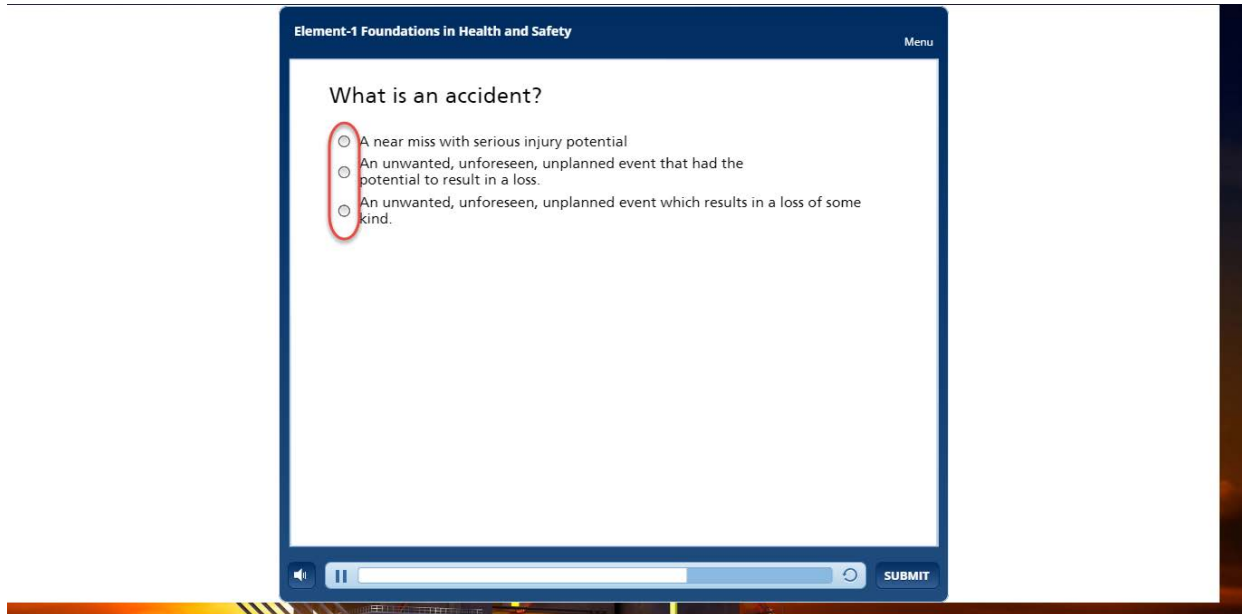 Element-1 Foundations in Health and Safety
Menu
What is an accident?
A near miss with serious injury potential
An unwanted, unforeseen, unplanned event that had the
potential to result in a loss.
An unwanted, unforeseen, unplanned event which results in a loss of some
kind.
SUBMIT